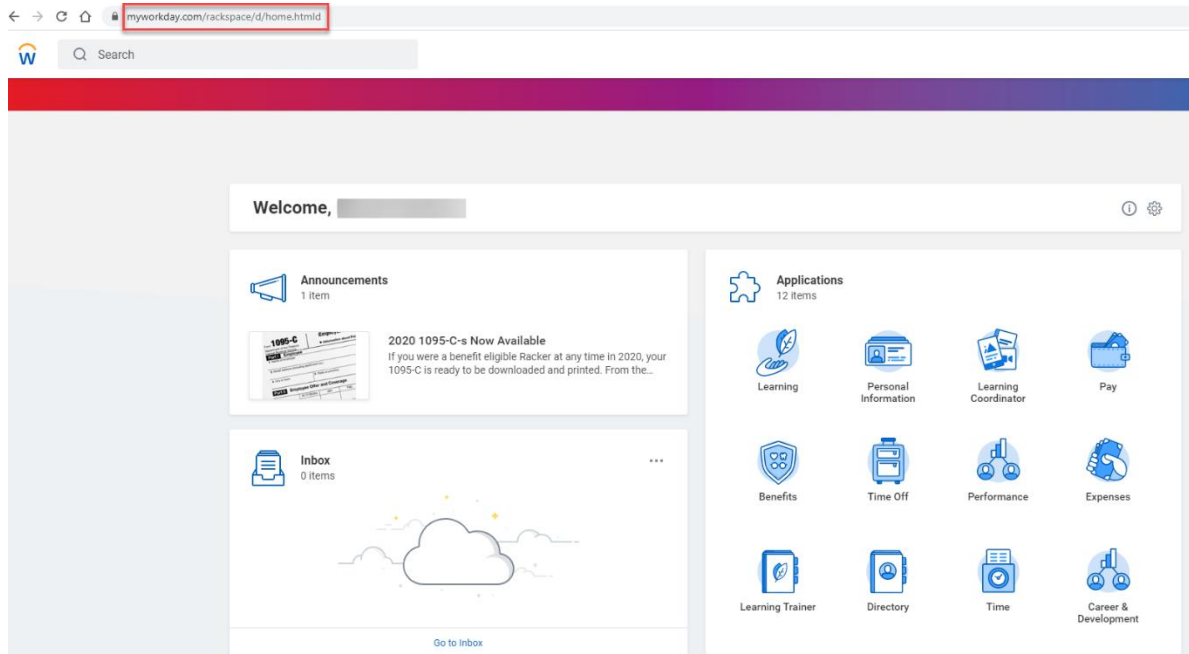 myworkday.com/rackspace/d/home.htmld
W
Search
Welcome,
Announcements
1 item
1095-C
2020 1095-C-s Now Available
If you were a benefit eligible Racker at any time in 2020, your
1095-C is ready to be downloaded and printed. From the...
Inbox
0 items
Go to Inbox
Applications
12 items
Learning
Personal
Information
Learning
Coordinator
Pay
Benefits
Time Off
Performance
Expenses
Learning Trainer
Directory
Time
Career &
Development